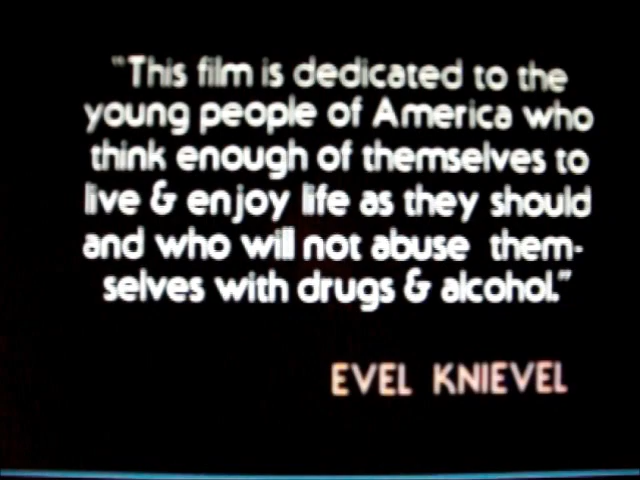 "This film is dedicated to the
young people of America who
think enough of themselves to
live & enjoy life as they should
and who will not abuse them-
selves with drugs & alcohol."
EVEL KNIEVEL